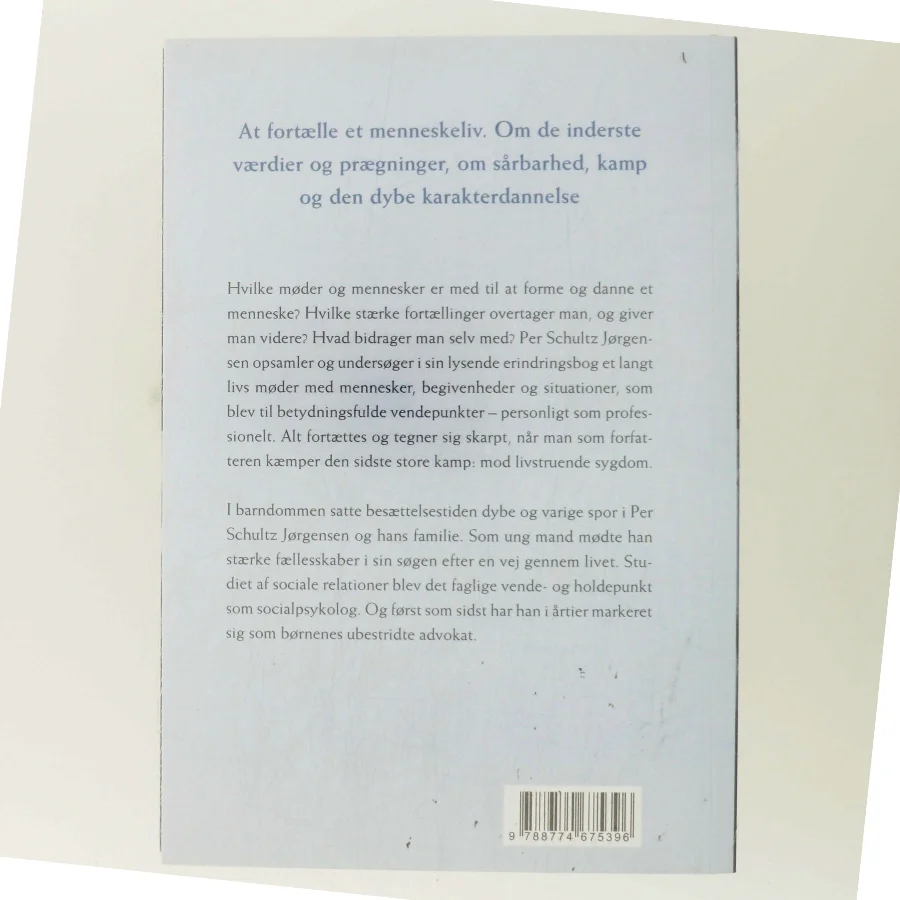 At fortælle et menneskeliv. Om de inderste
værdier og prægninger, om sårbarhed, kamp
og den dybe karakterdannelse
Hvilke møder og mennesker er med til at forme og danne et
menneske? Hvilke stærke fortællinger overtager man, og giver
man videre? Hvad bidrager man selv med? Per Schultz Jørgen-
sen opsamler og undersøger i sin lysende erindringsbog et langt
livs møder med mennesker, begivenheder og situationer, som
blev til betydningsfulde vendepunkter – personligt som profes-
sionelt. Alt fortættes og tegner sig skarpt, når man som forfat-
teren kæmper den sidste store kamp: mod livstruende sygdom.
I barndommen satte besættelsestiden dybe og varige spor i Per
Schultz Jørgensen og hans familie. Som ung mand mødte han
stærke fællesskaber i sin søgen efter en vej gennem livet. Stu-
diet af sociale relationer blev det faglige vende- og holdepunkt
som socialpsykolog. Og først som sidst har han i årtier markeret
sig som børnenes ubestridte advokat.
9 788774 675396